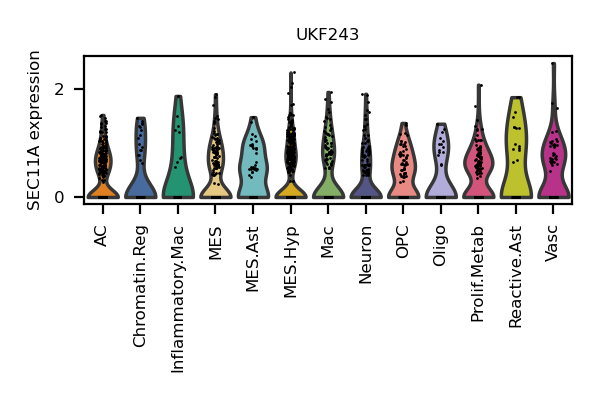 UKF243
SEC11A expression
2
0
AC
Chromatin.Reg
Inflammatory.Mac
MES
MES.Ast
MES.Hyp
Mac
Neuron
OPC
Oligo
Prolif.Metab
Reactive.Ast
Vasc